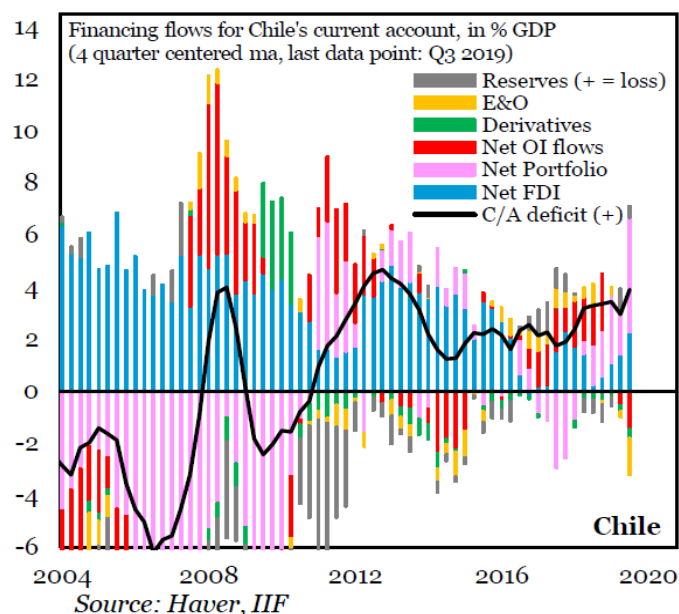 Financing flows for Chile's current account, in % GDP
(4 quarter centered ma, last data point: Q3 2019)
Reserves (+ = loss)
E&O
Derivatives
Net OI flows
Net Portfolio
Net FDI
C/A deficit (+)
14
12
10
8
6
4
2
0
-2
-4
-6
Chile
2004
2008
2012
2016
2020
Source: Haver, IIF